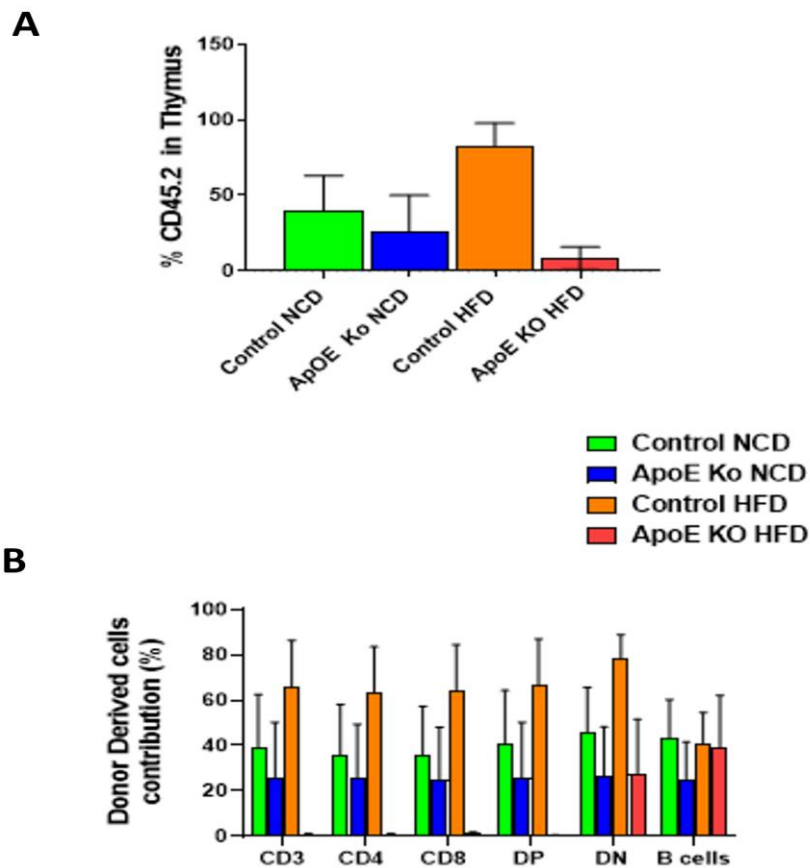 A
% CD45.2 in Thymus
150
100
50
0
Control NCD
ApOE Ko NCD
Control HFD
ApoE KO HFD
Control NCD
ApoE Ko NCD
Control HFD
ApoE KO HFD
B
Donor Derived cells
contribution (%)
100
80
60
40
20
0
CD3 CD4 CD8 DP DN B cells